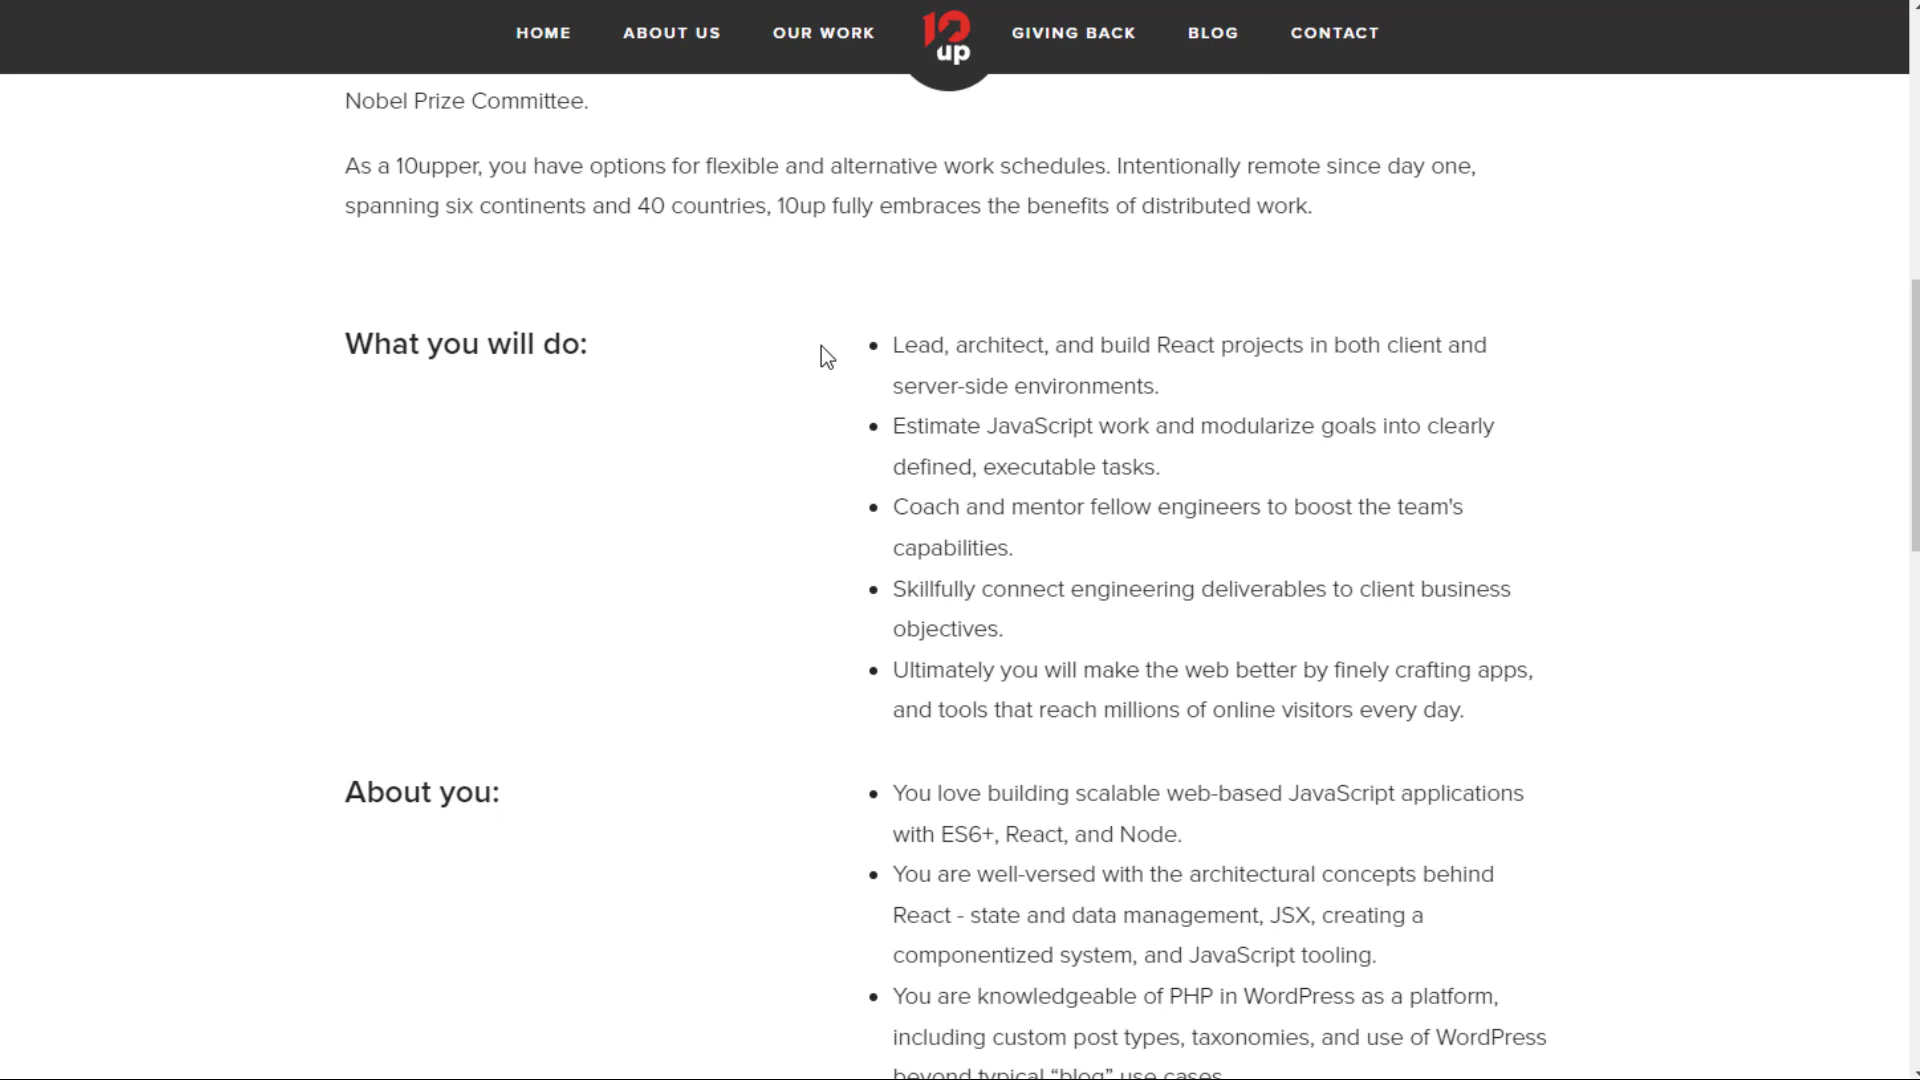 HOME ABOUT US OUR WORK 10up GIVING BACK BLOG CONTACT
Nobel Prize Committee.
As a 10upper, you have options for flexible and alternative work schedules. Intentionally remote since day one,
spanning six continents and 40 countries, 10up fully embraces the benefits of distributed work.
What you will do:
• Lead, architect, and build React projects in both client and
server-side environments.
• Estimate JavaScript work and modularize goals into clearly
defined, executable tasks.
• Coach and mentor fellow engineers to boost the team's
capabilities.
• Skillfully connect engineering deliverables to client business
objectives.
• Ultimately you will make the web better by finely crafting apps,
and tools that reach millions of online visitors every day.
About you:
• You love building scalable web-based JavaScript applications
with ES6+, React, and Node.
• You are well-versed with the architectural concepts behind
React - state and data management, JSX, creating a
componentized system, and JavaScript tooling.
• You are knowledgeable of PHP in WordPress as a platform,
including custom post types, taxonomies, and use of WordPress
beyond typical “blog” use cases.